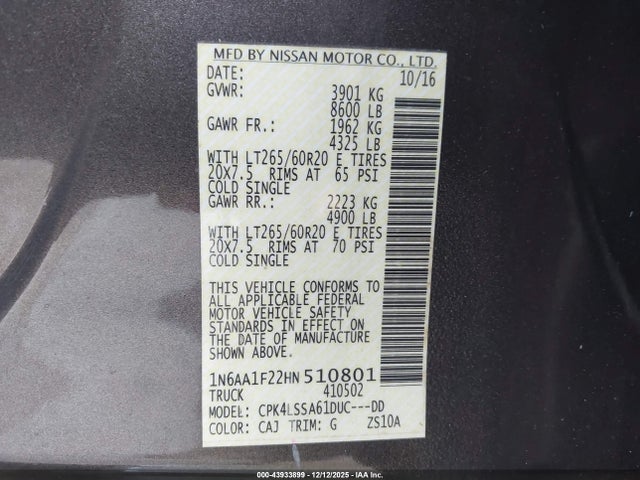 MFD BY NISSAN MOTOR CO., LTD.
DATE: 10/16
GVWR: 3901 KG
8600 LB
GAWR FR.: 1962 KG
4325 LB
WITH LT265/60R20 E TIRES
20X7.5 RIMS AT 65 PSI
COLD SINGLE
GAWR RR.: 2223 KG
4900 LB
WITH LT265/60R20 E TIRES
20X7.5 RIMS AT 70 PSI
COLD SINGLE
THIS VEHICLE CONFORMS TO
ALL APPLICABLE FEDERAL
MOTOR VEHICLE SAFETY
STANDARDS IN EFFECT ON
THE DATE OF MANUFACTURE
SHOWN ABOVE.
1N6AA1F22HN510801
TRUCK 410502
MODEL: CPK4LSSA61DUC---DD
COLOR: CAJ TRIM: G ZS10A
000-43933899 - 12/12/2025 - Copart IAA, Inc.